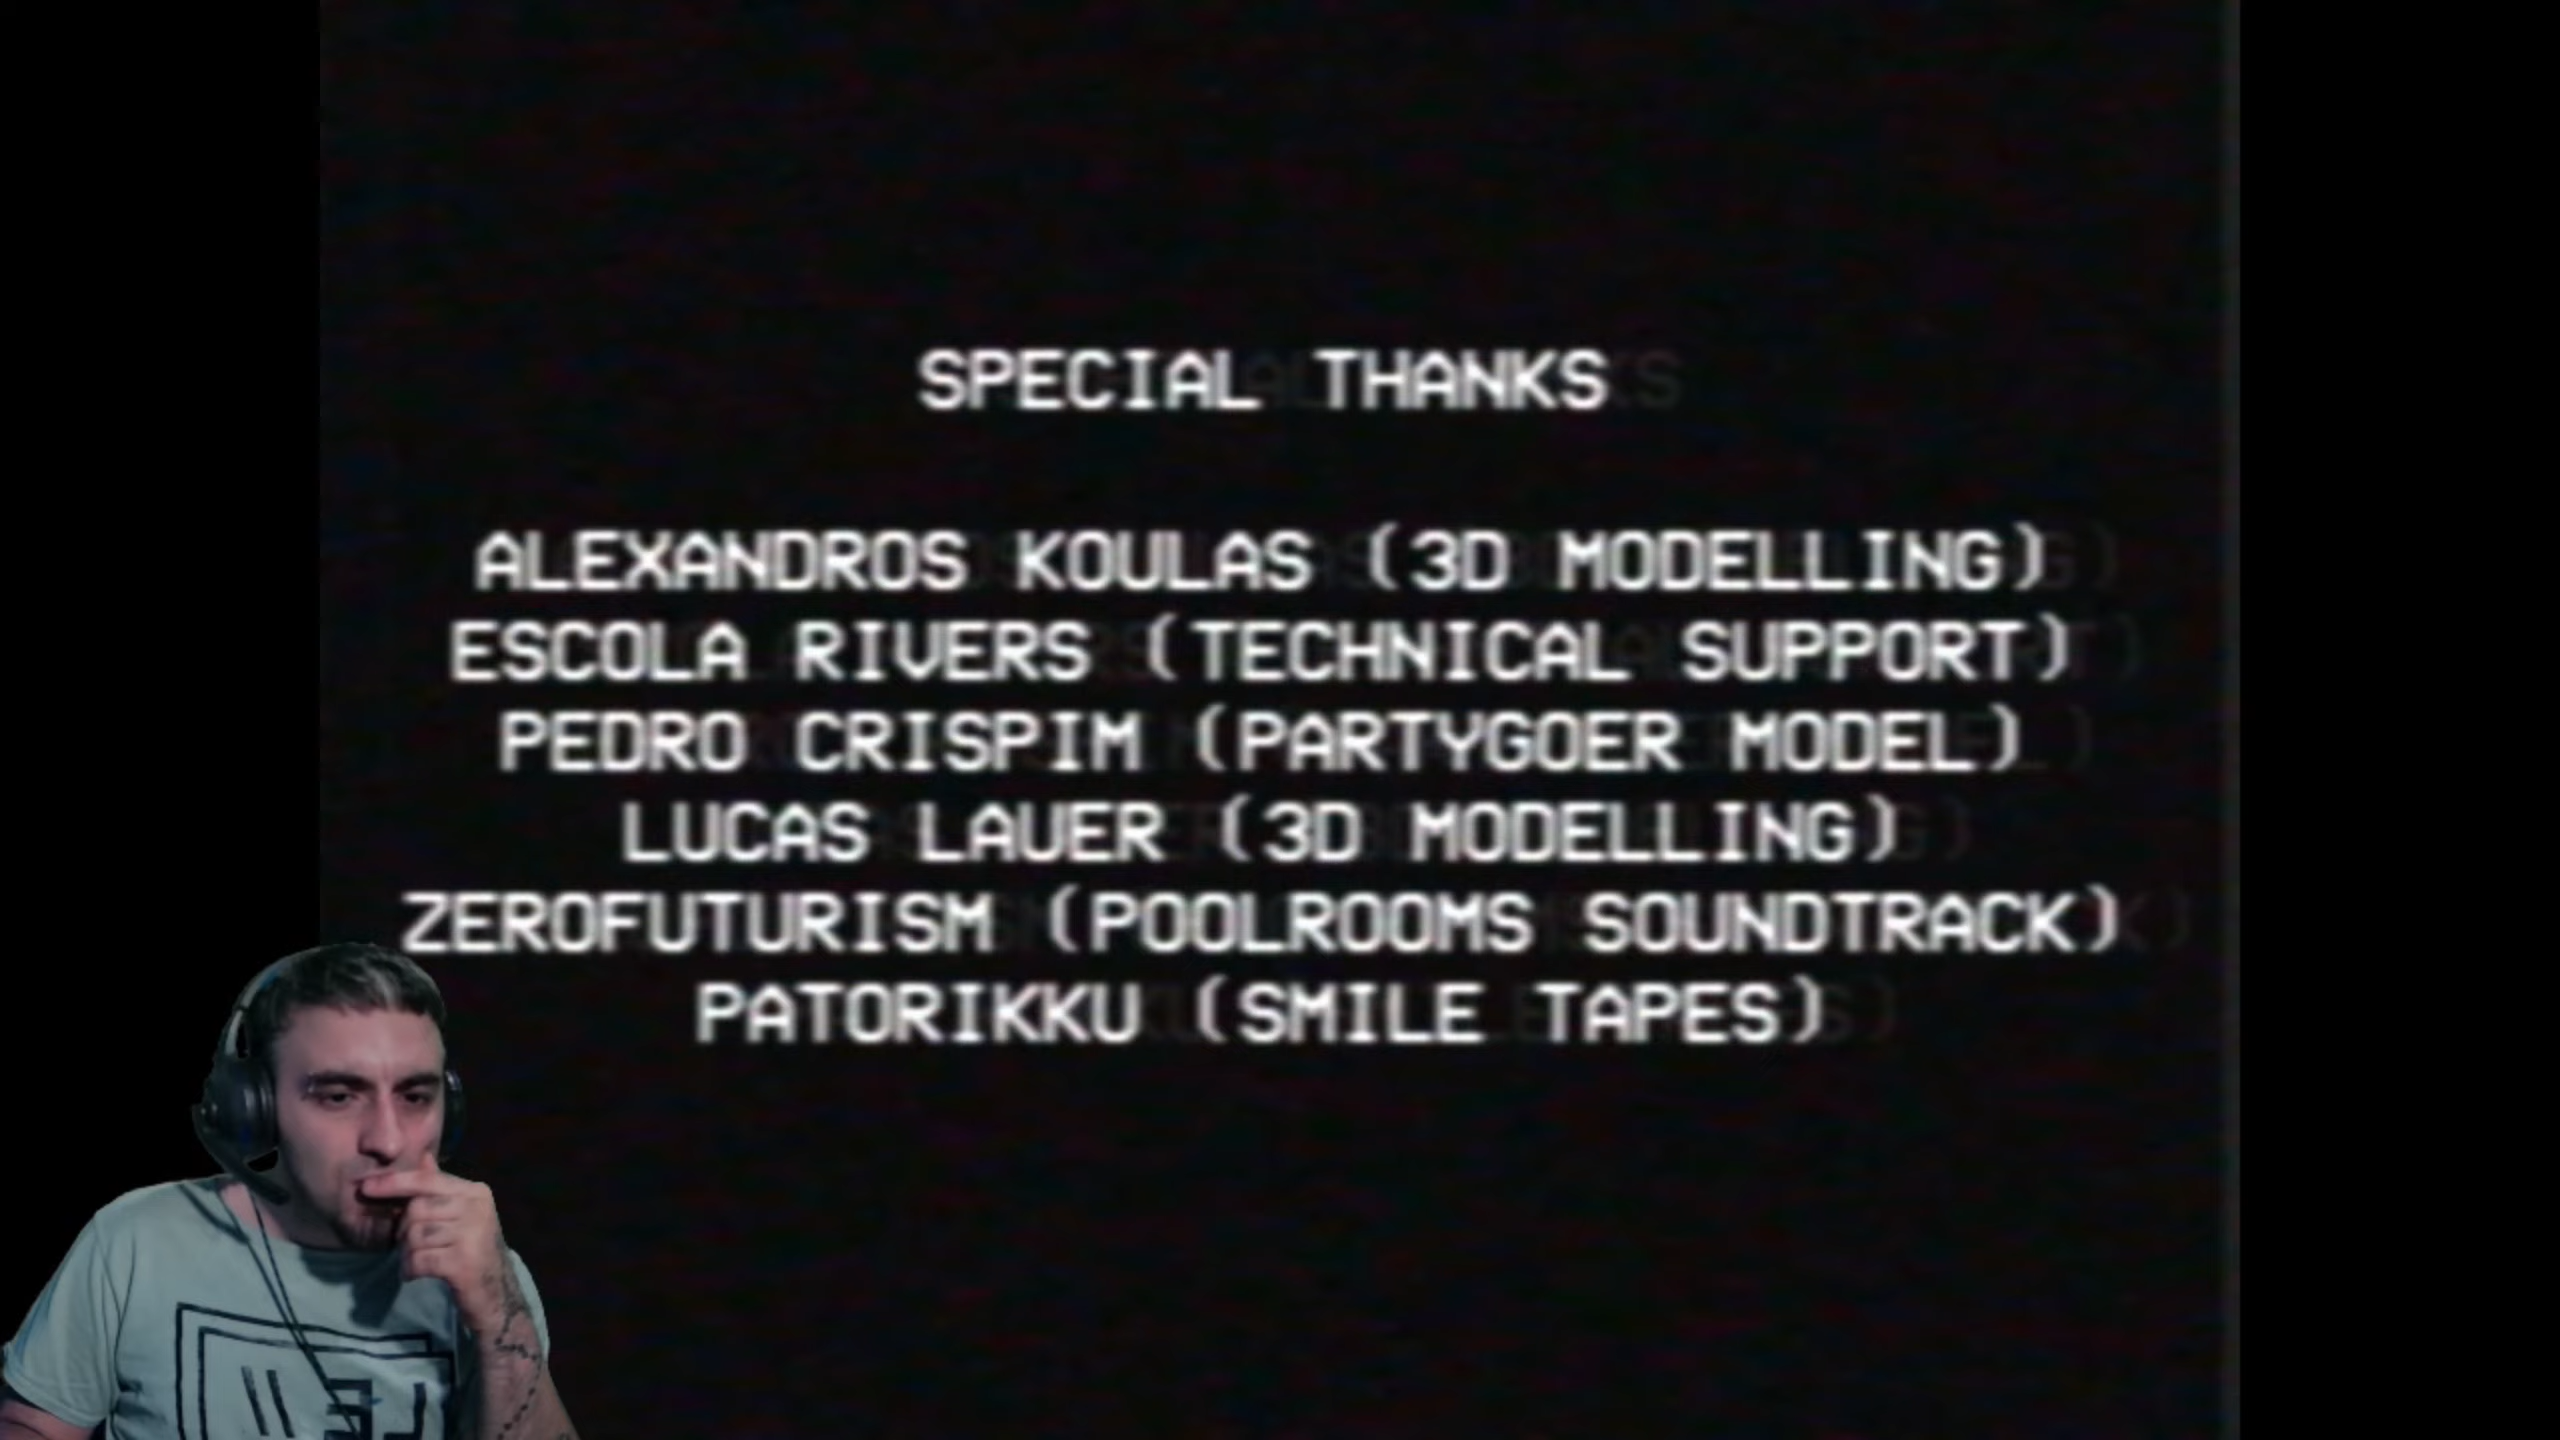 SPECIAL THANKS
ALEXANDROS KOULAS (3D MODELLING)
ESCOLA RIVERS (TECHNICAL SUPPORT)
PEDRO CRISPIM (PARTYGOER MODEL)
LUCAS LAUER (3D MODELLING)
ZEROFUTURISM (POOLROOMS SOUNDTRACK)
PATORIKKU (SMILE TAPES)